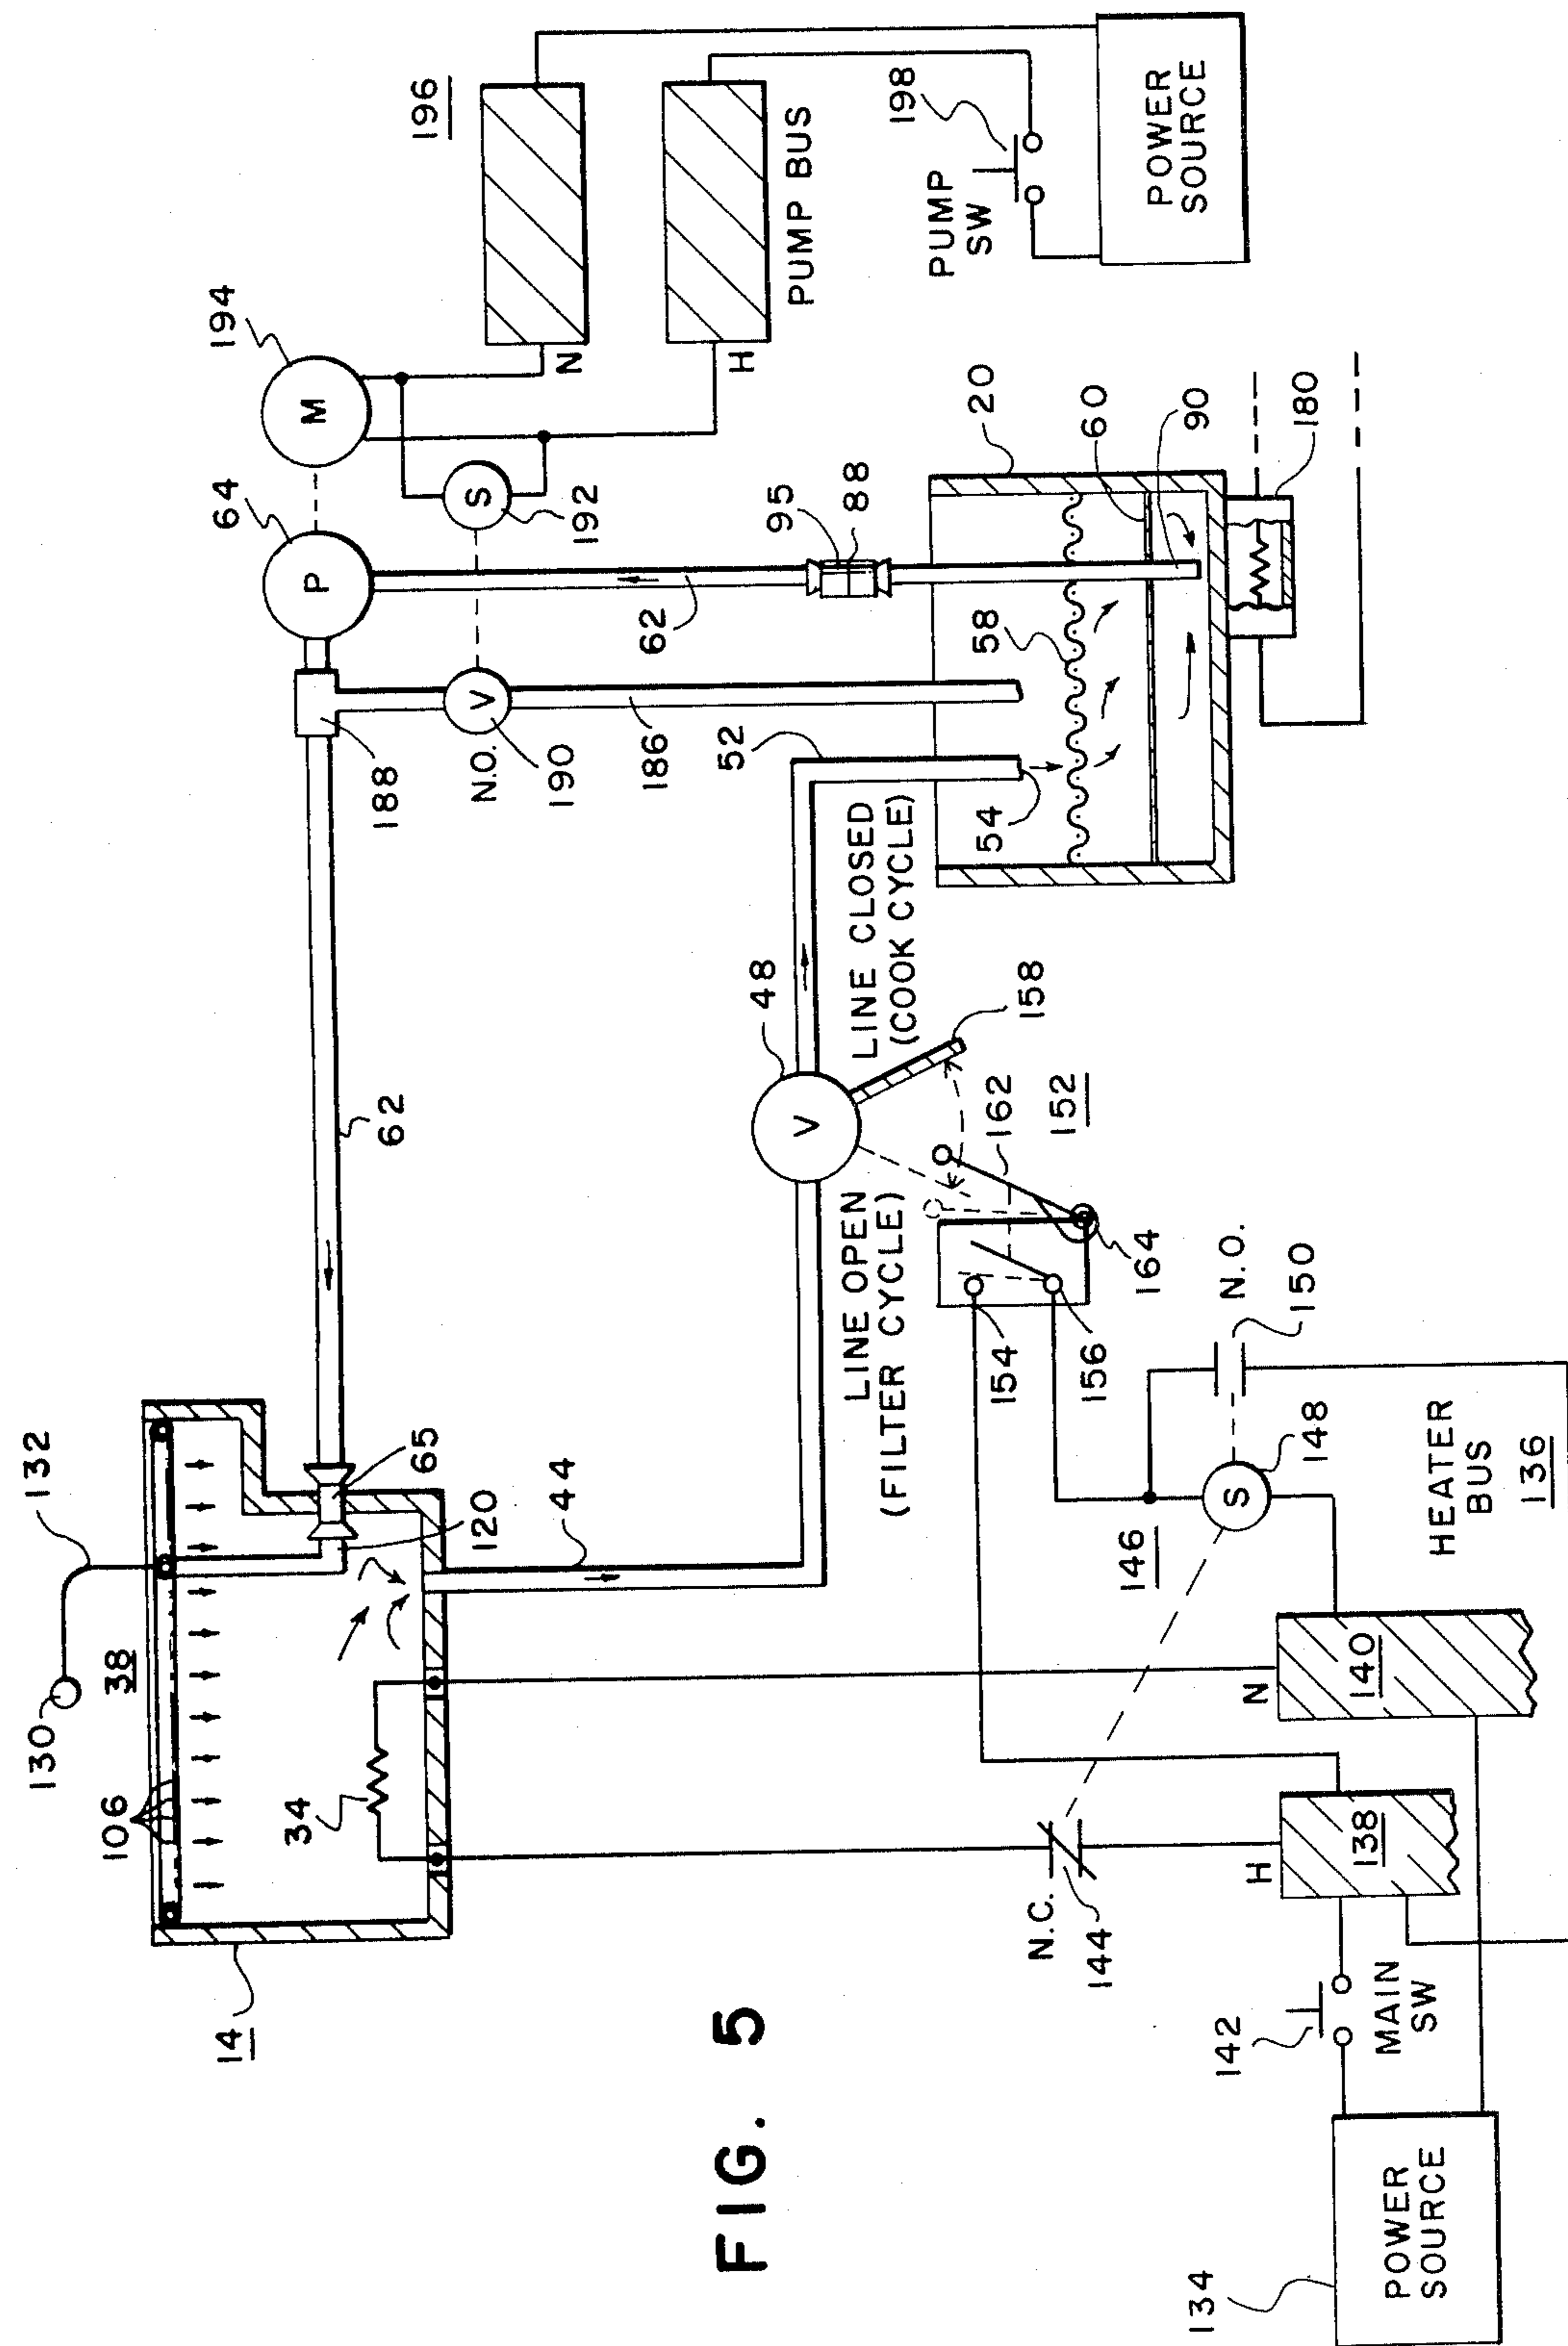 FIG. 5
130
132
38
106
14
34
65
120
44
62
188
N.O.
190
186
64
P
194
M
S
192
196
N
H
PUMP BUS
198
PUMP
SW
POWER
SOURCE
62
95
88
20
60
90
180
58
54
52
48
V
V
LINE CLOSED
(COOK CYCLE)
158
LINE OPEN
(FILTER CYCLE)
162
152
164
154
156
N.O.
150
148
S
146
HEATER
BUS
136
140
N
138
H
N.C.
144
142
MAIN
SW
POWER
SOURCE
134